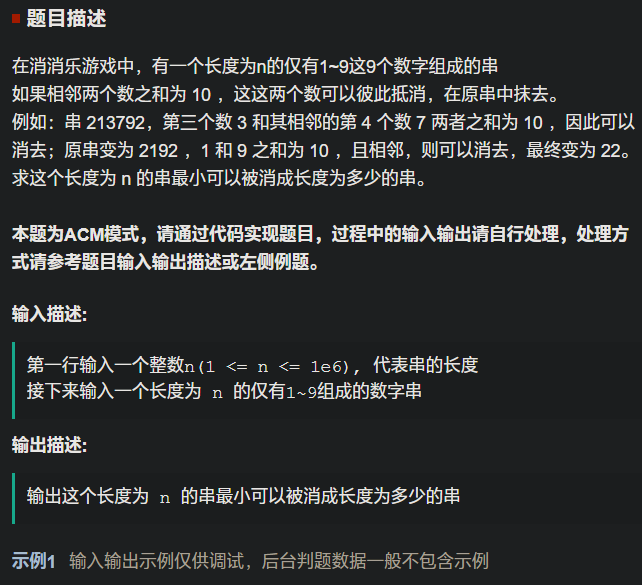 题目描述
在消消乐游戏中，有一个长度为n的仅有1~9这9个数字组成的串
如果相邻两个数之和为 10 ，这这两个数可以彼此抵消，在原串中抹去。
例如：串 213792，第三个数 3 和其相邻的第 4 个数 7 两者之和为 10 ，因此可以
消去；原串变为 2192 ，1 和 9 之和为 10 ，且相邻，则可以消去，最终变为 22。
求这个长度为 n 的串最小可以被消成长度为多少的串。
本题为ACM模式，请通过代码实现题目，过程中的输入输出请自行处理，处理方
式请参考题目输入输出描述或左侧例题。
输入描述:
第一行输入一个整数n(1 <= n <= 1e6)，代表串的长度
接下来输入一个长度为 n 的仅有1~9组成的数字串
输出描述:
输出这个长度为 n 的串最小可以被消成长度为多少的串
示例1 输入输出示例仅供调试，后台判题数据一般不包含示例